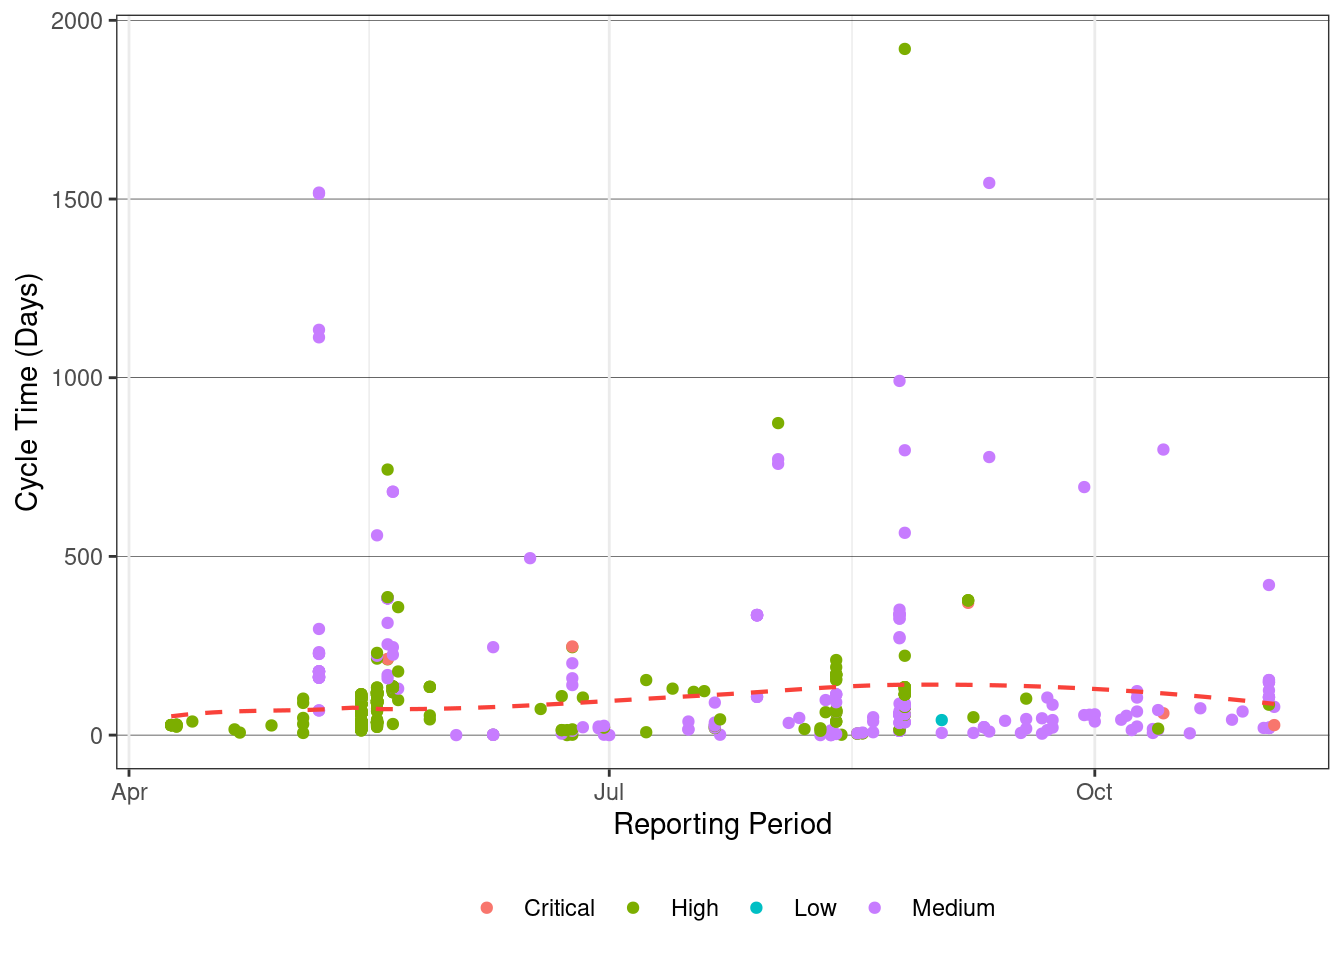 2000
1500
1000
500
0
Cycle Time (Days)
Apr Jul Oct
Reporting Period
Critical High Low Medium